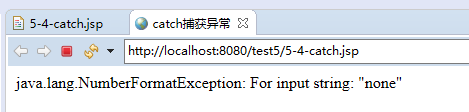 5-4-catch.jsp catch捕获异常
http://localhost:8080/test5/5-4-catch.jsp
java.lang.NumberFormatException: For input string: "none"